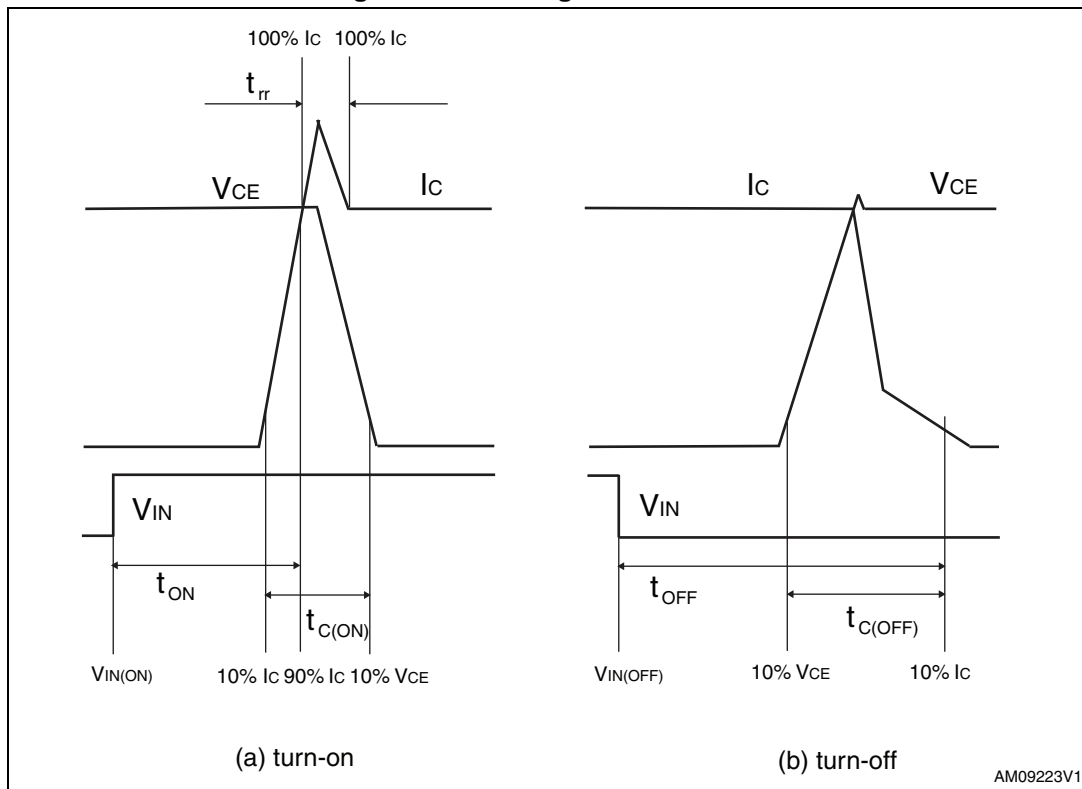 100% IC 100% IC
trr
VCE
IC
VIN
tON
tC(ON)
VIN(ON)
10% IC 90% IC 10% VCE
(a) turn-on
IC
VCE
VIN
tOFF
tC(OFF)
VIN(OFF)
10% VCE
10% IC
(b) turn-off
AM09223V1